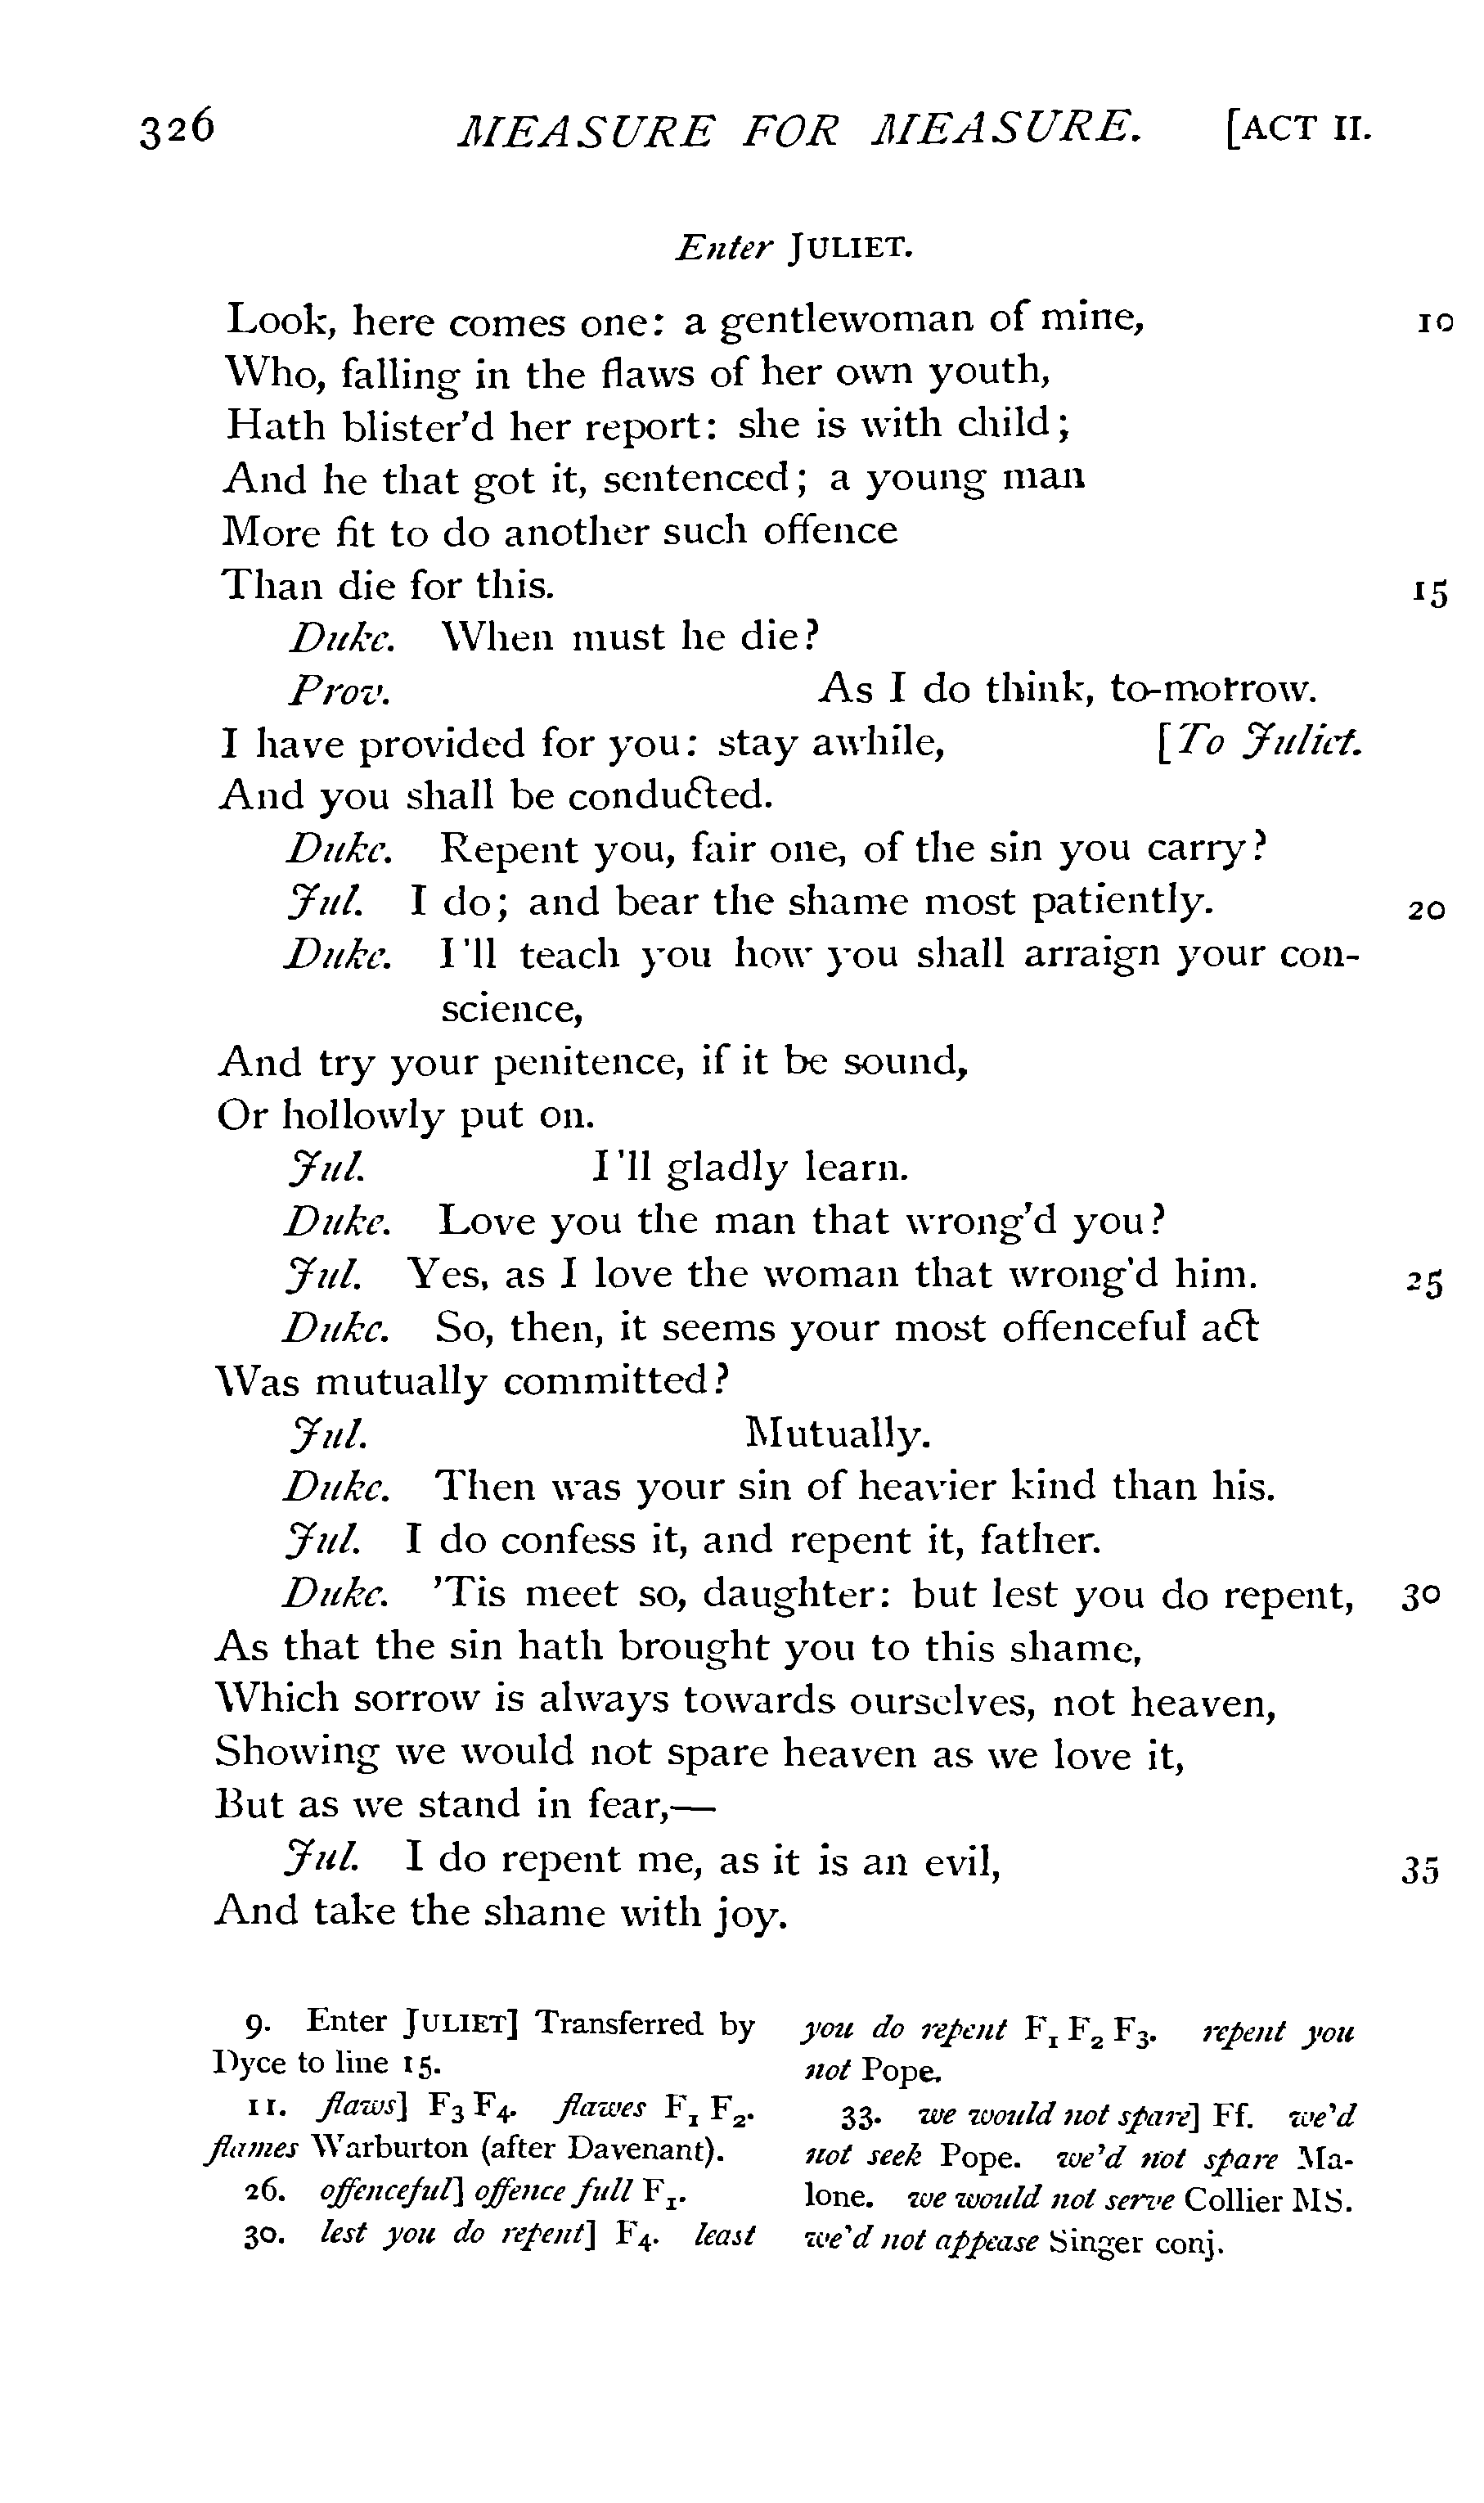 326 MEASURE FOR MEASURE. [ACT II.
Enter JULIET.
Look, here comes one: a gentlewoman of mine, 10
Who, falling in the flaws of her own youth,
Hath blister'd her report: she is with child;
And he that got it, sentenced; a young man
More fit to do another such offence
Than die for this. 15
Duke. When must he die?
Prov. As I do think, to-morrow.
I have provided for you: stay awhile, [To Juliet.
And you shall be conducted.
Duke. Repent you, fair one, of the sin you carry?
Jul. I do; and bear the shame most patiently. 20
Duke. I'll teach you how you shall arraign your con-
science,
And try your penitence, if it be sound,
Or hollowly put on.
Jul. I'll gladly learn.
Duke. Love you the man that wrong'd you?
Jul. Yes, as I love the woman that wrong'd him. 25
Duke. So, then, it seems your most offenceful act
Was mutually committed?
Jul. Mutually.
Duke. Then was your sin of heavier kind than his.
Jul. I do confess it, and repent it, father.
Duke. 'Tis meet so, daughter: but lest you do repent, 30
As that the sin hath brought you to this shame,
Which sorrow is always towards ourselves, not heaven,
Showing we would not spare heaven as we love it,
But as we stand in fear,—
Jul. I do repent me, as it is an evil, 35
And take the shame with joy.
9. Enter JULIET] Transferred by
Dyce to line 15.
11. flaws] F3 F4. flawes F1 F2.
flames Warburton (after Davenant).
26. offenceful] offence full F1.
30. lest you do repent] F4. least
you do repent F1 F2 F3. repent you
not Pope.
33. we would not spare] Ff. we'd
not seek Pope. we'd not spare Ma-
lone. we would not serve Collier MS.
we'd not appease Singer conj.